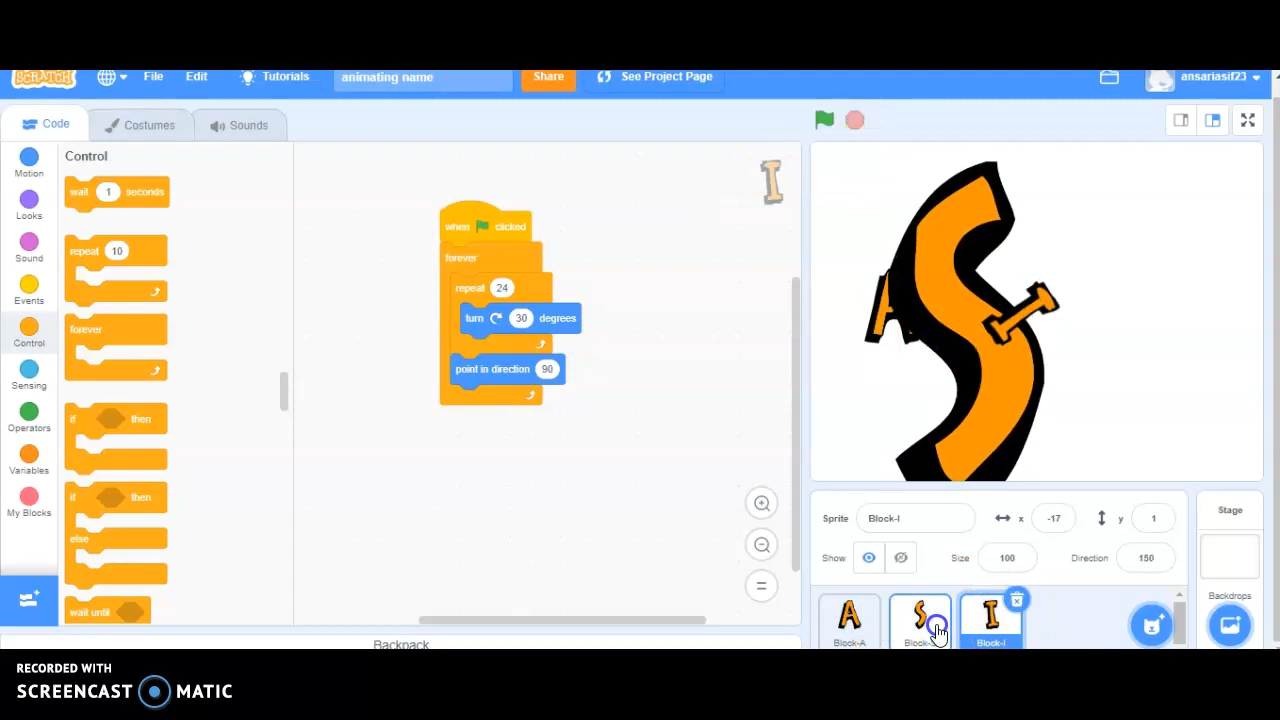 SCRATCH File Edit Tutorials animating name Share See Project Page ansariasif23
Code Costumes Sounds
Motion
Looks
Sound
Events
Control
Sensing
Operators
Variables
My Blocks
Control
wait 1 seconds
repeat 10
forever
if then
if then
else
wait until
when clicked
forever
repeat 24
turn 30 degrees
point in direction 90
I
A S I
Sprite Block-I x -17 y 1
Show Size 100 Direction 150
A S I
Block-A Block- Block-I
Stage
Backdrops
Backpack
RECORDED WITH
SCREENCAST MATIC